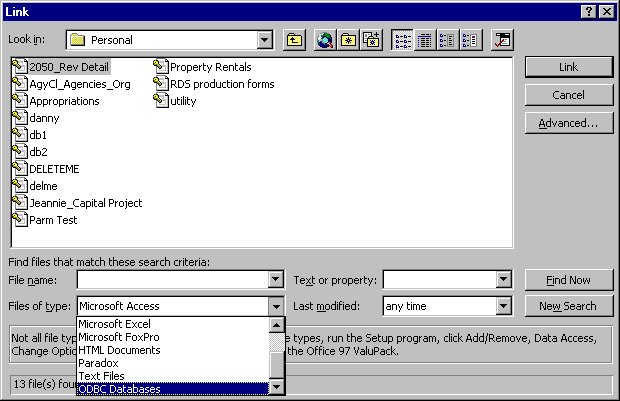 Link
Look in: Personal
2050_Rev Detail
AgyCl_Agencies_Org
Appropriations
danny
db1
db2
DELETEME
delme
Jeannie_Capital Project
Parm Test
Property Rentals
RDS production forms
utility
Link
Cancel
Advanced...
Find files that match these search criteria:
File name: Text or property: Find Now
Files of type: Microsoft Access Last modified: any time New Search
Microsoft Excel
Microsoft FoxPro
HTML Documents
Paradox
Text Files
ODBC Databases
Not all file typ e types, run the Setup program, click Add/Remove, Data Access,
Change Optio the Office 97 ValuPack.
13 file(s) fou